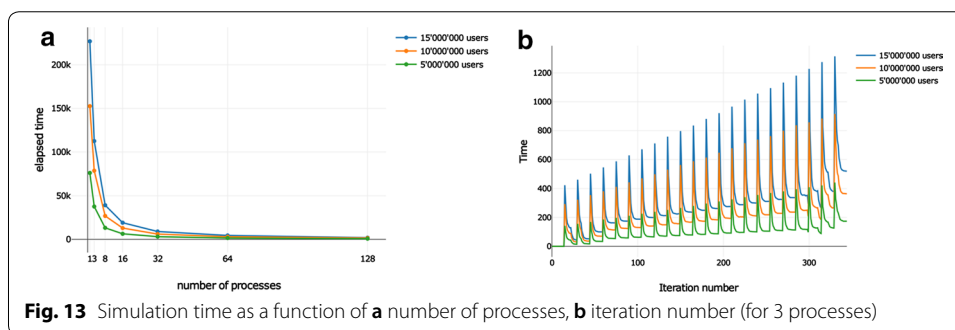 a
15'000'000 users
10'000'000 users
5'000'000 users
200k
150k
100k
50k
0
elapsed time
13 8 16 32 64 128
number of processes
b
15'000'000 users
10'000'000 users
5'000'000 users
1200
1000
800
600
400
200
0
Time
0 100 200 300
Iteration number
Fig. 13 Simulation time as a function of a number of processes, b iteration number (for 3 processes)